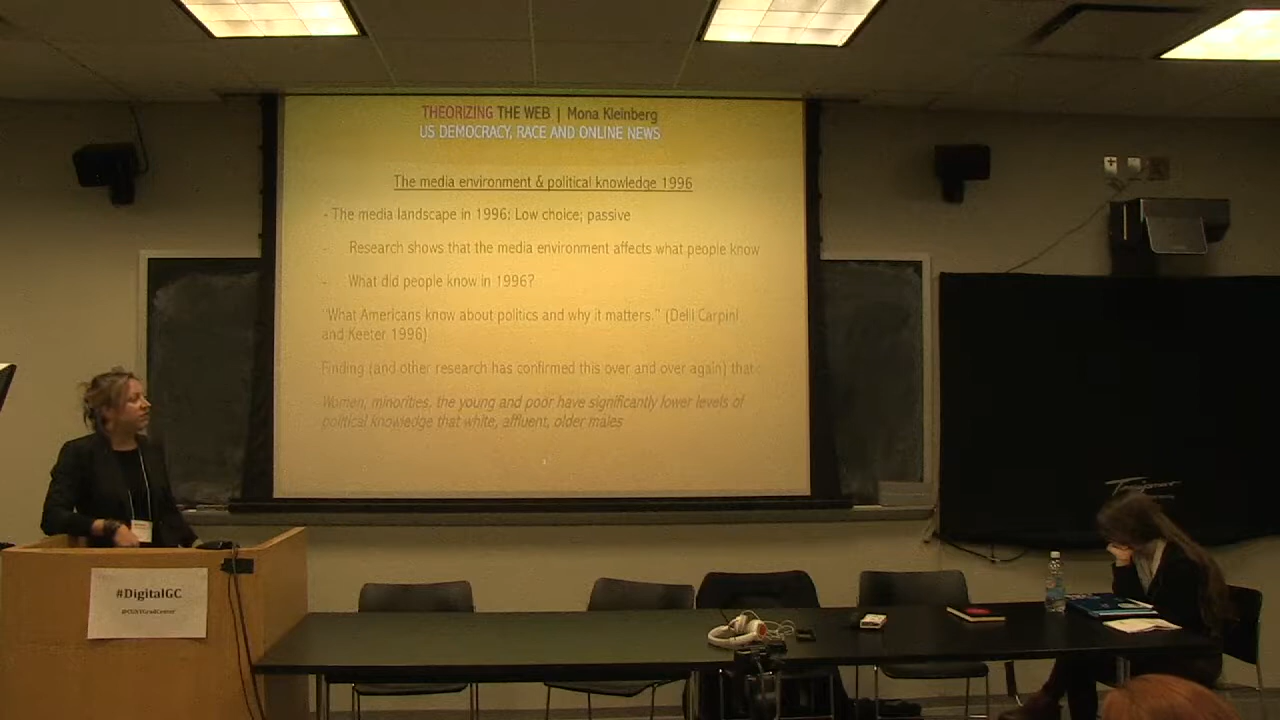 THEORIZING THE WEB | Mona Kleinberg
US DEMOCRACY, RACE AND ONLINE NEWS
The media environment & political knowledge 1996
- The media landscape in 1996: Low choice; passive
- Research shows that the media environment affects what people know
- What did people know in 1996?
"What Americans know about politics and why it matters." (Delli Carpini
and Keeter 1996)
Finding (and other research has confirmed this over and over again) that:
Women, minorities, the young and poor have significantly lower levels of
political knowledge that white, affluent, older males
#DigitalGC